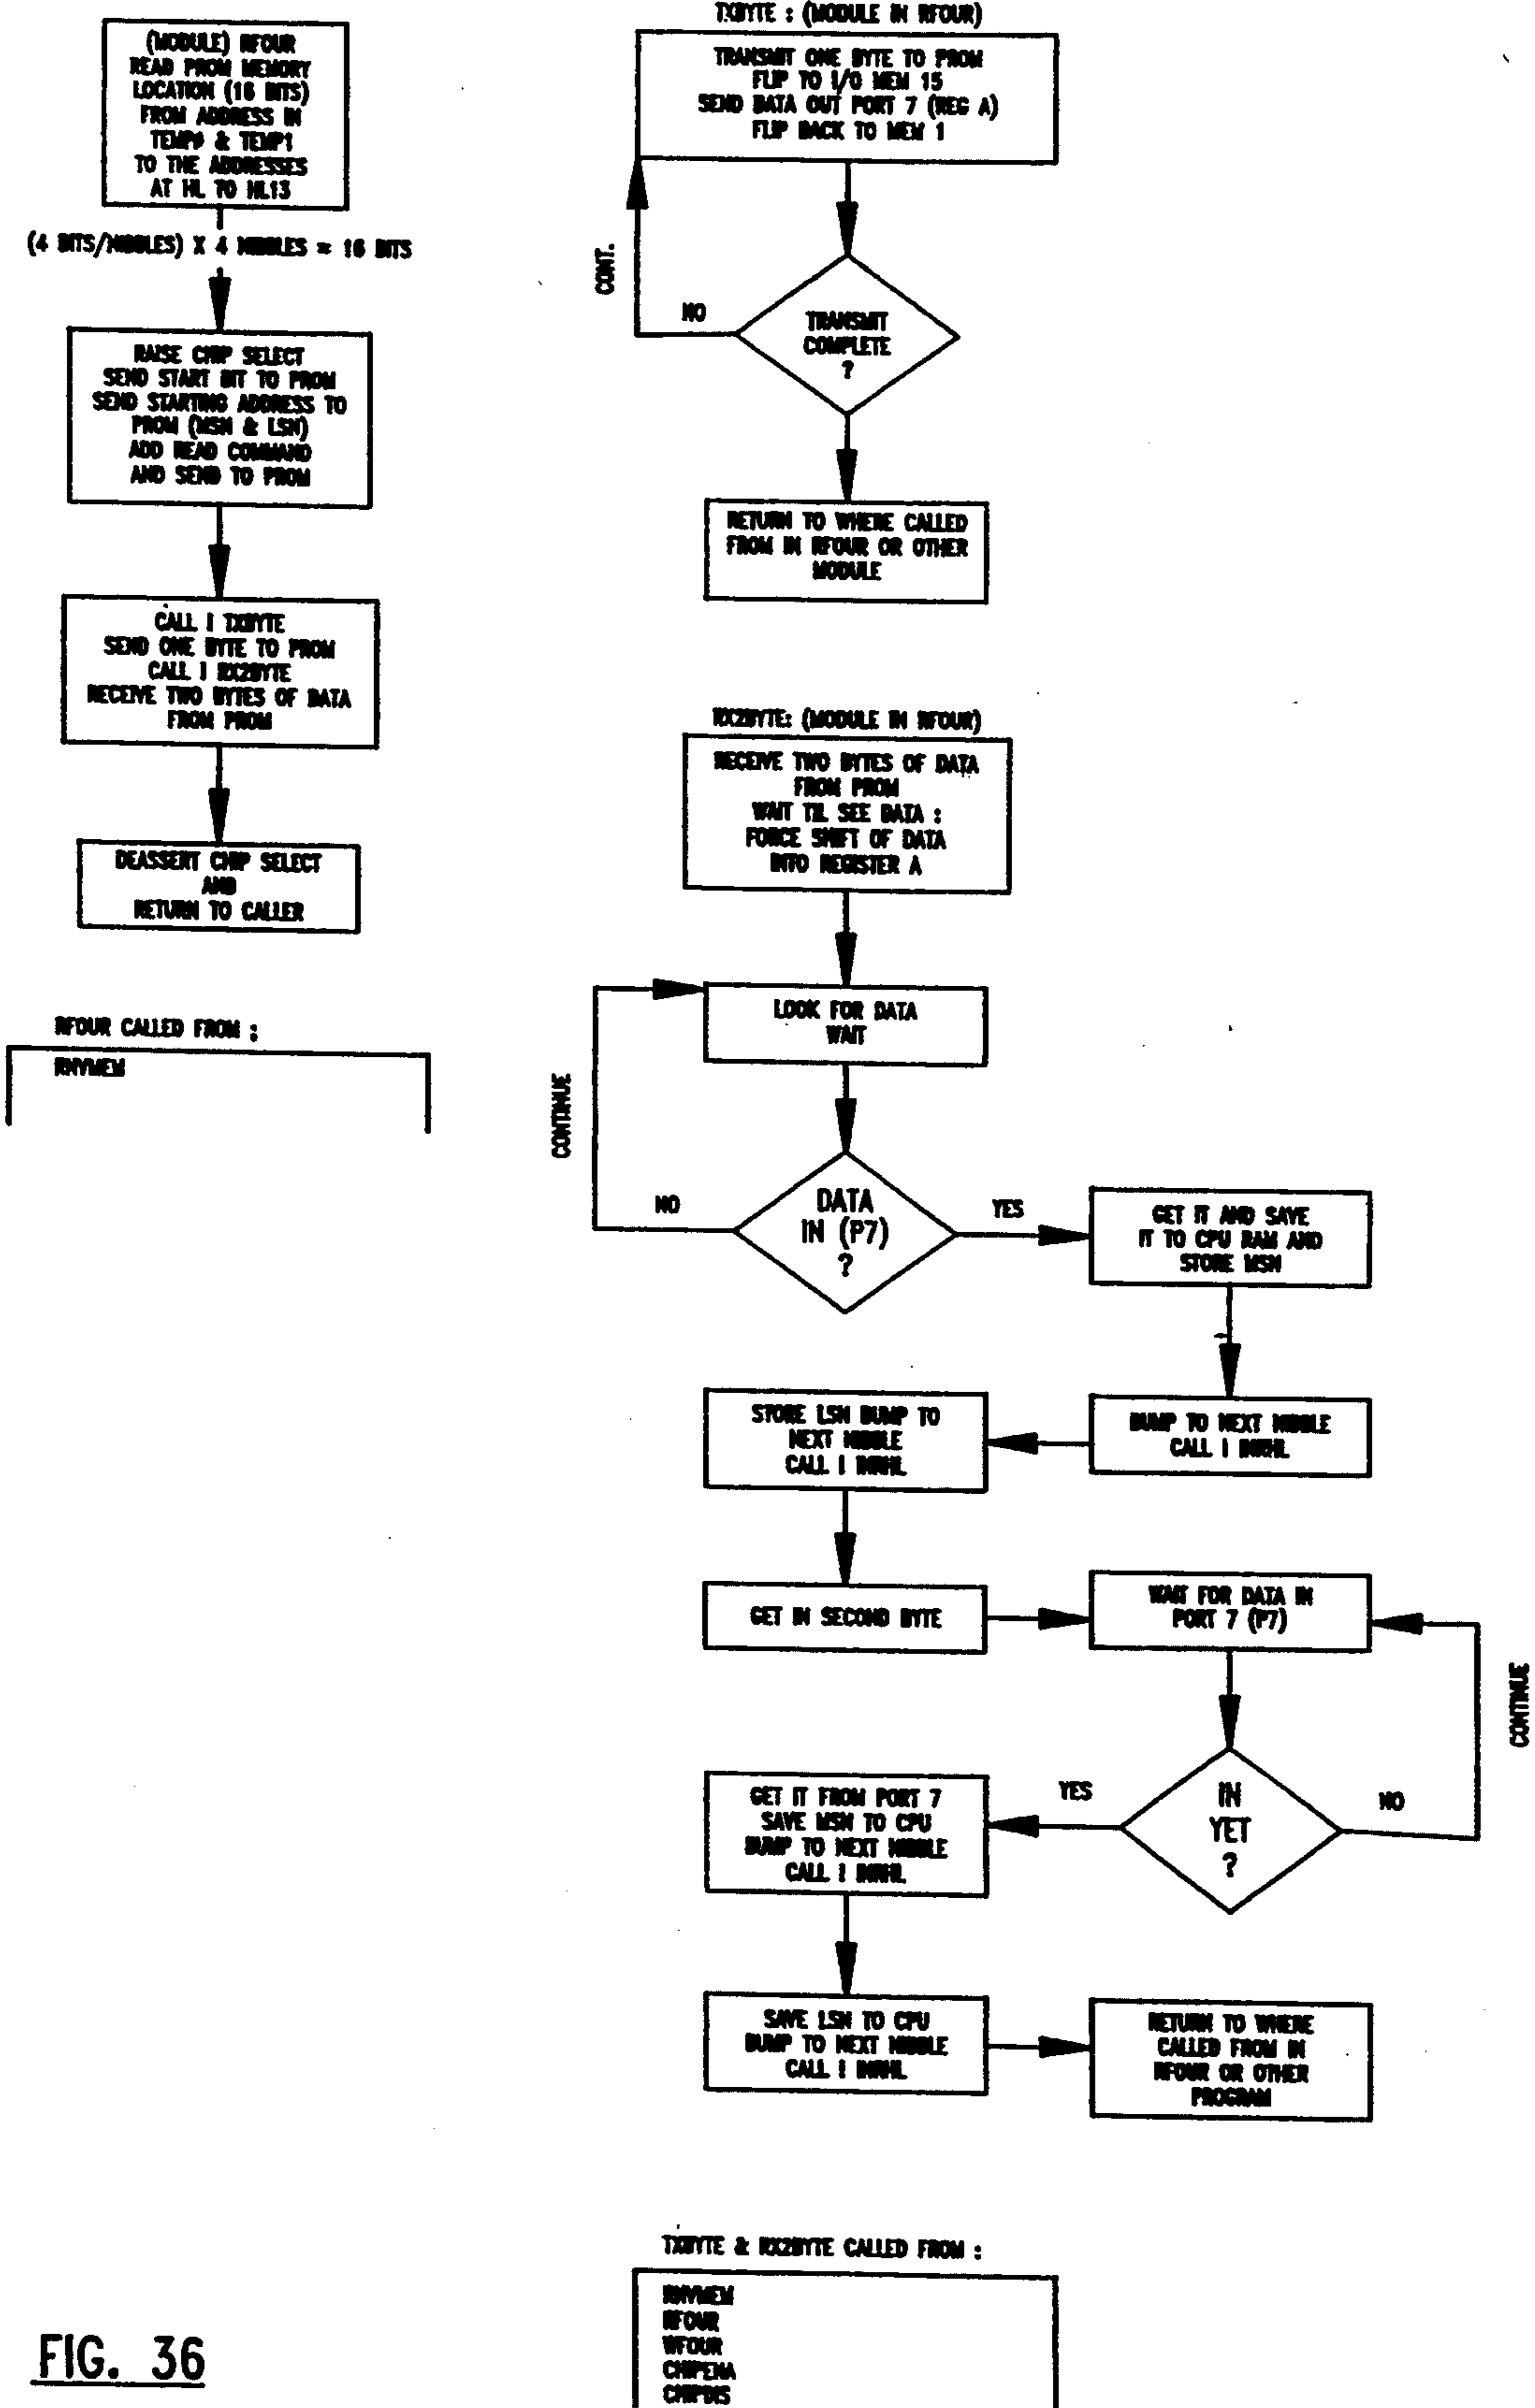 (MODULE) RFOUR
READ PROM MEMORY
LOCATION (16 BITS)
FROM ADDRESS IN
TEMP0 & TEMP1
TO THE ADDRESSES
AT HL TO HL13
(4 BITS/NIBBLES) X 4 NIBBLES = 16 BITS
RAISE CHIP SELECT
SEND START BIT TO PROM
SEND STARTING ADDRESS TO
PROM (MSN & LSN)
ADD READ COMMAND
AND SEND TO PROM
CALL ! TXBYTE
SEND ONE BYTE TO PROM
CALL ! RX2BYTE
RECEIVE TWO BYTES OF DATA
FROM PROM
DEASSERT CHIP SELECT
AND
RETURN TO CALLER
RFOUR CALLED FROM :
RNVMEM
TXBYTE : (MODULE IN RFOUR)
TRANSMIT ONE BYTE TO PROM
FLIP TO I/O MEM 15
SEND DATA OUT PORT 7 (REG A)
FLIP BACK TO MEM 1
CONT.
NO
TRANSMIT
COMPLETE
?
RETURN TO WHERE CALLED
FROM IN RFOUR OR OTHER
MODULE
RX2BYTE: (MODULE IN RFOUR)
RECEIVE TWO BYTES OF DATA
FROM PROM
WAIT TIL SEE DATA :
FORCE SHIFT OF DATA
INTO REGISTER A
LOOK FOR DATA
WAIT
CONTINUE
NO
DATA
IN (P7)
?
YES
GET IT AND SAVE
IT TO CPU RAM AND
STORE MSN
BUMP TO NEXT NIBBLE
CALL ! INRHL
STORE LSN BUMP TO
NEXT NIBBLE
CALL ! INRHL
GET IN SECOND BYTE
WAIT FOR DATA IN
PORT 7 (P7)
CONTINUE
IN
YET
?
NO
YES
GET IT FROM PORT 7
SAVE MSN TO CPU
BUMP TO NEXT NIBBLE
CALL ! INRHL
SAVE LSN TO CPU
BUMP TO NEXT NIBBLE
CALL ! INRHL
RETURN TO WHERE
CALLED FROM IN
RFOUR OR OTHER
PROGRAM
TXBYTE & RX2BYTE CALLED FROM :
RNVMEM
RFOUR
WFOUR
CHIPENA
CHIPDIS
FIG. 36